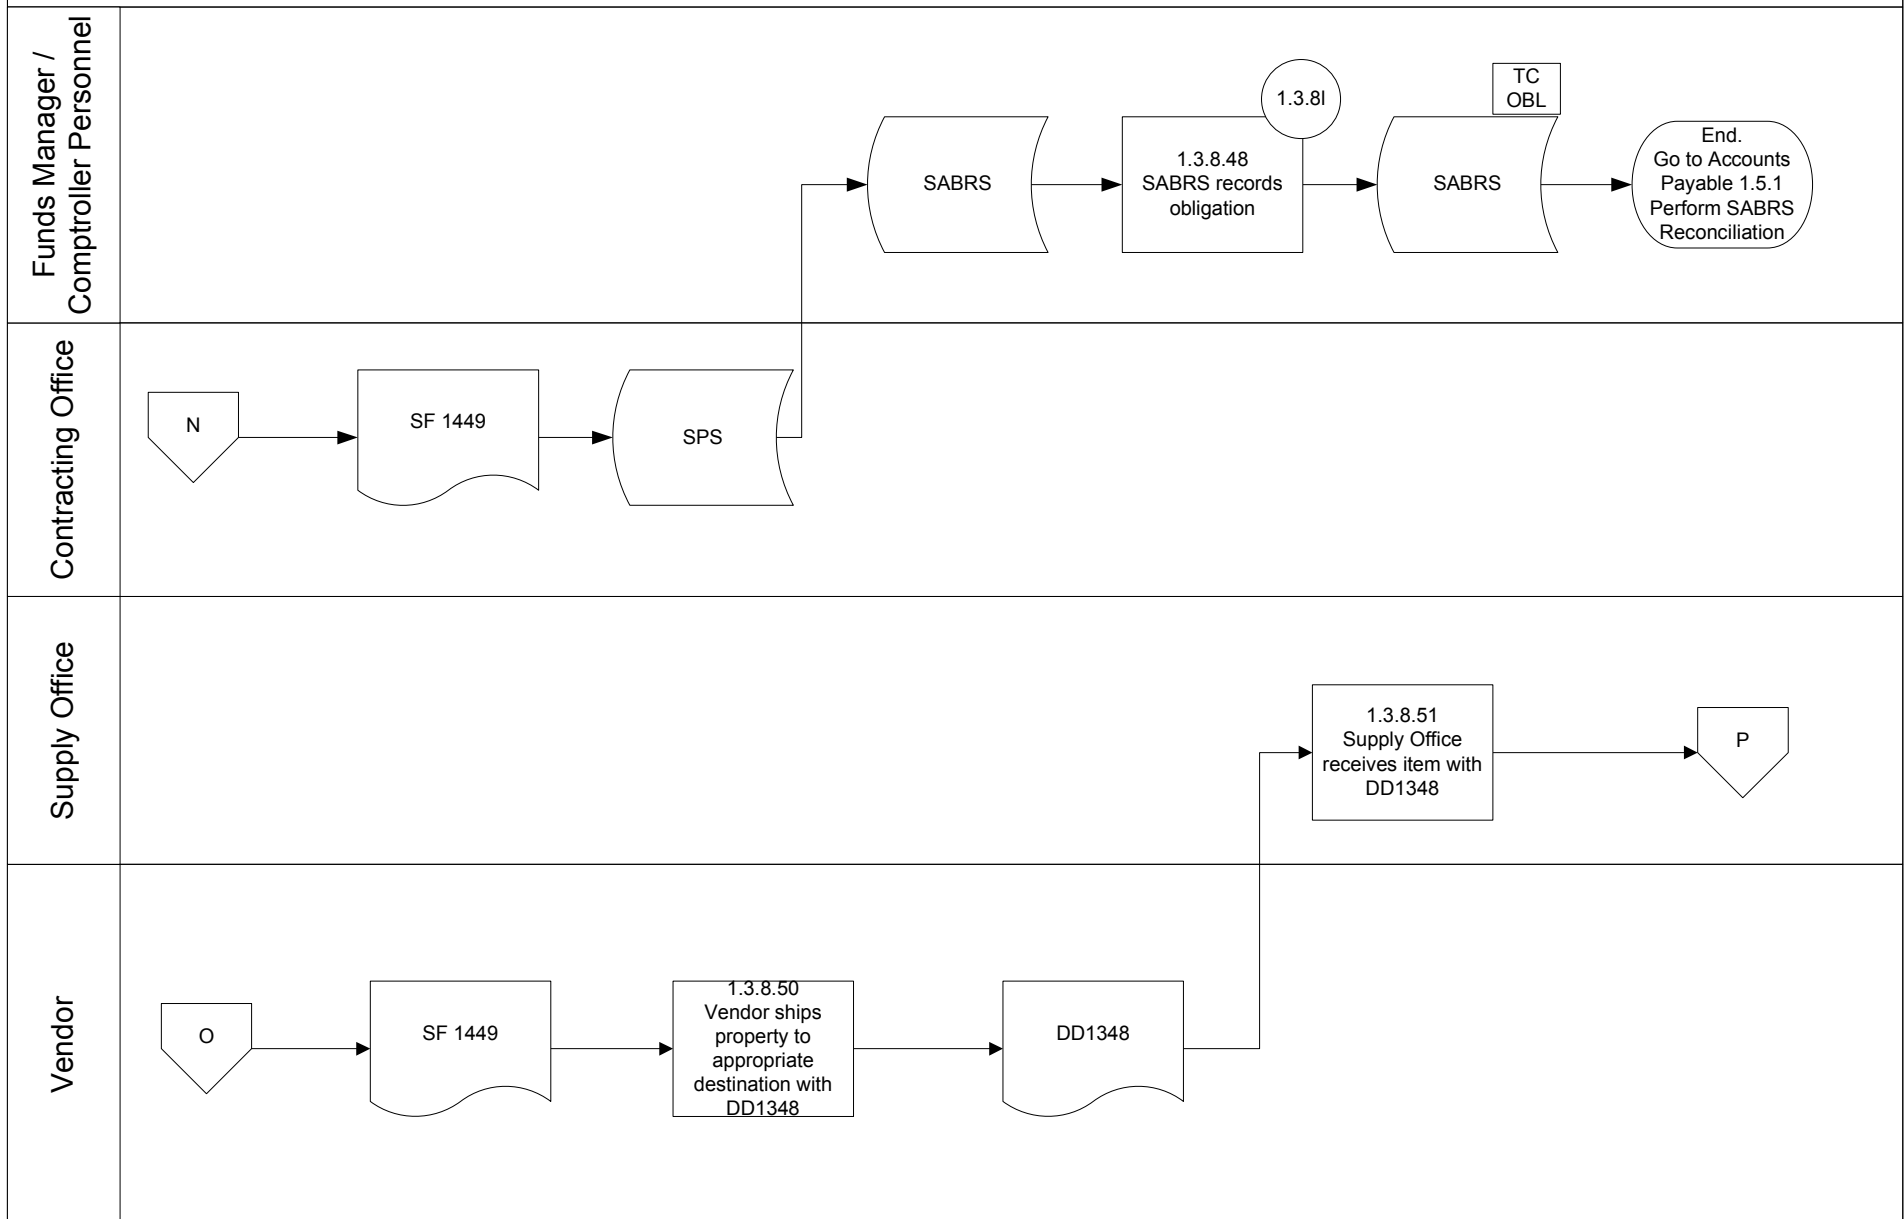 Funds Manager /
Comptroller Personnel
1.3.8I
TC
OBL
SABRS
1.3.8.48
SABRS records
obligation
SABRS
End.
Go to Accounts
Payable 1.5.1
Perform SABRS
Reconciliation
Contracting Office
N
SF 1449
SPS
Supply Office
1.3.8.51
Supply Office
receives item with
DD1348
P
Vendor
O
SF 1449
1.3.8.50
Vendor ships
property to
appropriate
destination with
DD1348
DD1348